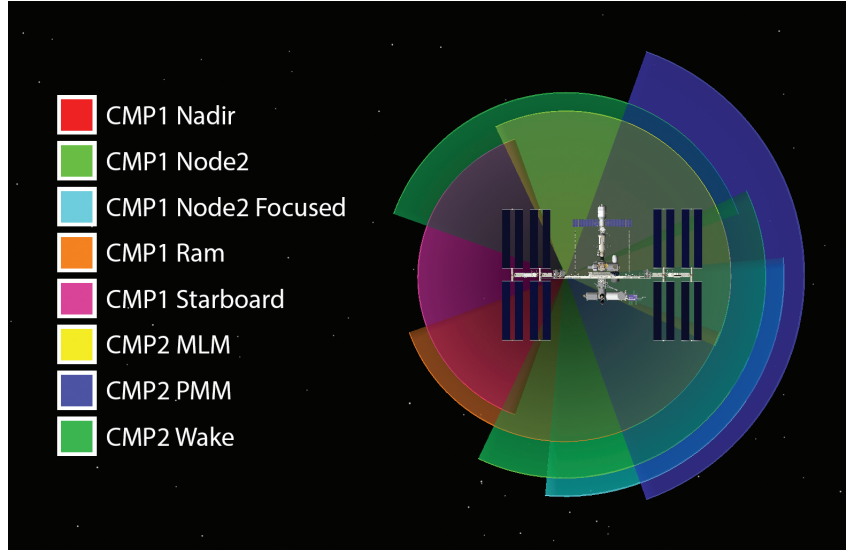 CMP1 Nadir
CMP1 Node2
CMP1 Node2 Focused
CMP1 Ram
CMP1 Starboard
CMP2 MLM
CMP2 PMM
CMP2 Wake